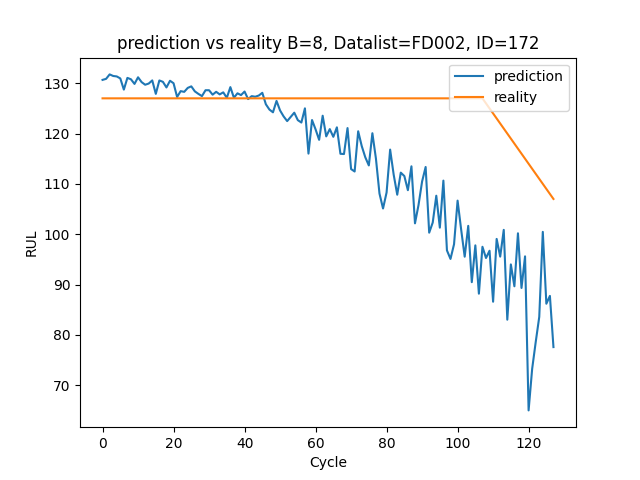 prediction vs reality B=8, Datalist=FD002, ID=172
prediction
reality
RUL
130
120
110
100
90
80
70
0 20 40 60 80 100 120
Cycle